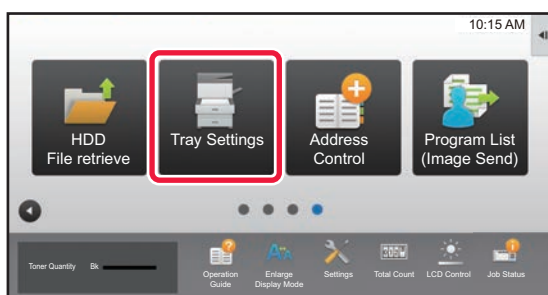 10:15 AM
HDD
File retrieve
Tray Settings
Address
Control
Program List
(Image Send)
Toner Quantity Bk
Operation
Guide
Enlarge
Display Mode
Settings
Total Count
LCD Control
Job Status